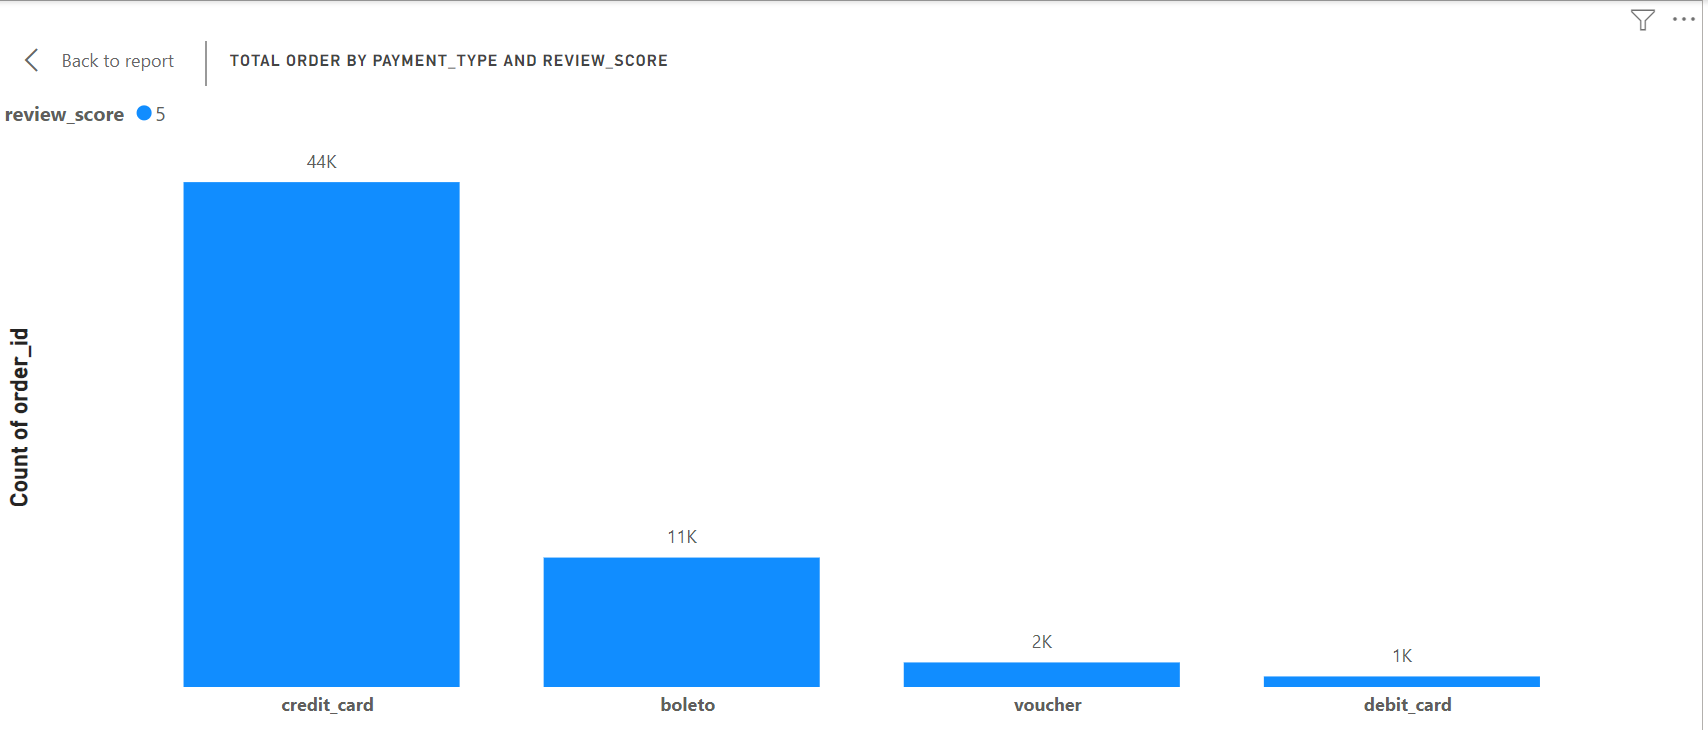 Back to report
TOTAL ORDER BY PAYMENT_TYPE AND REVIEW_SCORE
review_score 5
Count of order_id
44K
11K
2K
1K
credit_card
boleto
voucher
debit_card